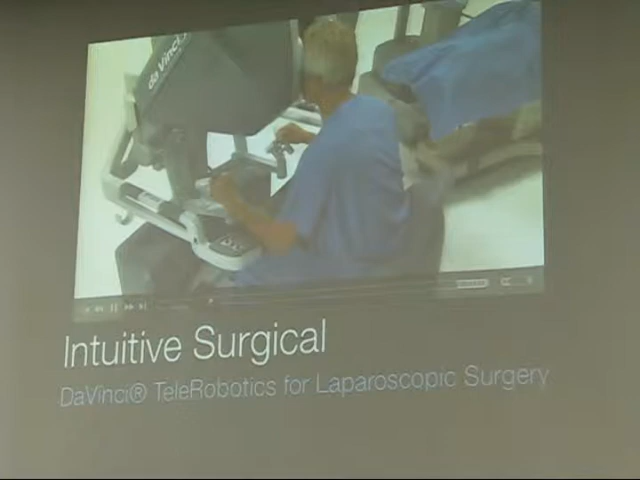 da Vinci
Intuitive Surgical
DaVinci® TeleRobotics for Laparoscopic Surgery